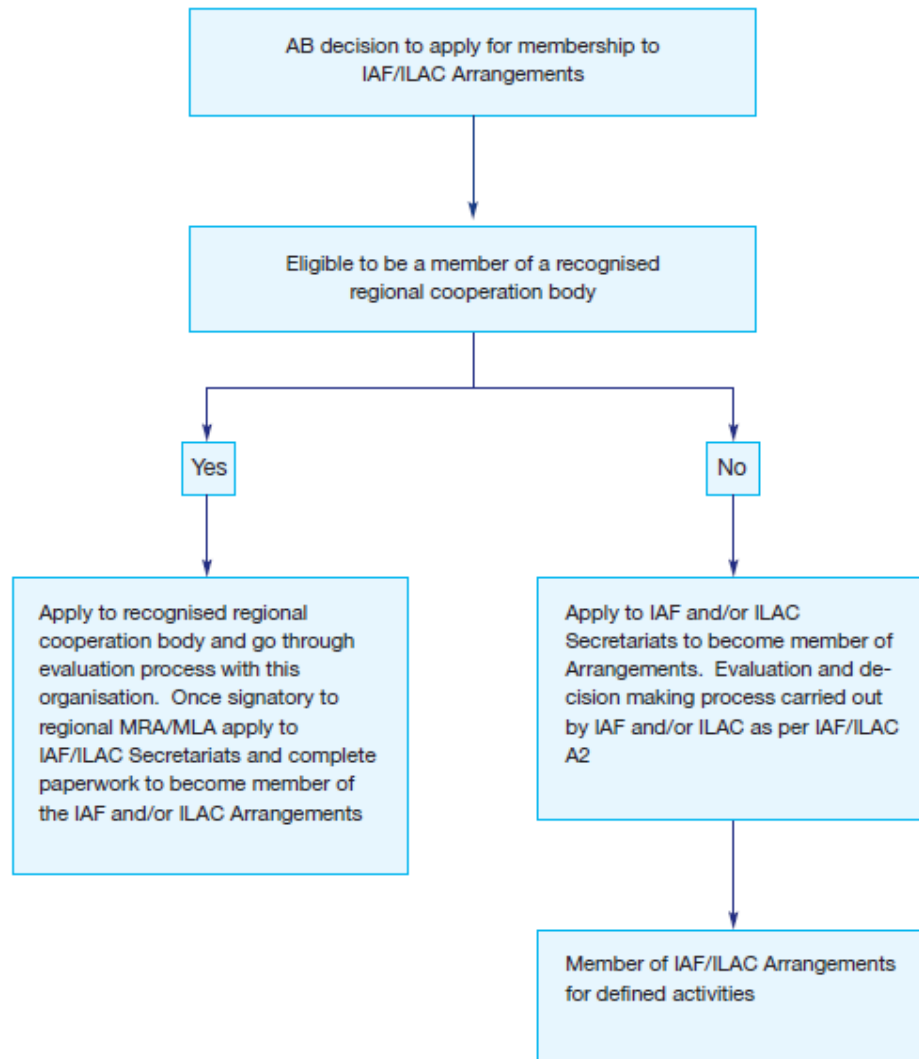 AB decision to apply for membership to
IAF/ILAC Arrangements
Eligible to be a member of a recognised
regional cooperation body
Yes
No
Apply to recognised regional
cooperation body and go through
evaluation process with this
organisation. Once signatory to
regional MRA/MLA apply to
IAF/ILAC Secretariats and complete
paperwork to become member of
the IAF and/or ILAC Arrangements
Apply to IAF and/or ILAC
Secretariats to become member of
Arrangements. Evaluation and de-
cision making process carried out
by IAF and/or ILAC as per IAF/ILAC
A2
Member of IAF/ILAC Arrangements
for defined activities